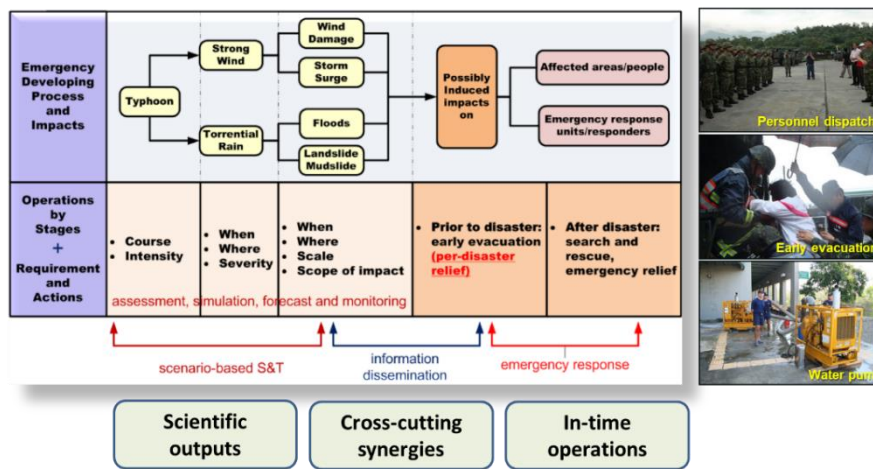 Emergency
Developing
Process
and
Impacts
Typhoon
Strong
Wind
Torrential
Rain
Wind
Damage
Storm
Surge
Floods
Landslide
Mudslide
Possibly
Induced
impacts
on
Affected areas/people
Emergency response
units/responders
Operations
by
Stages
+
Requirement
and Actions
• Course
• Intensity
• When
• Where
• Severity
• When
• Where
• Scale
• Scope of impact
• Prior to disaster:
early evacuation
(per-disaster
relief)
• After disaster:
search and
rescue,
emergency relief
assessment, simulation, forecast and monitoring
scenario-based S&T
information
dissemination
emergency response
Personnel dispatch
Early evacuation
Water pum
Scientific
outputs
Cross-cutting
synergies
In-time
operations